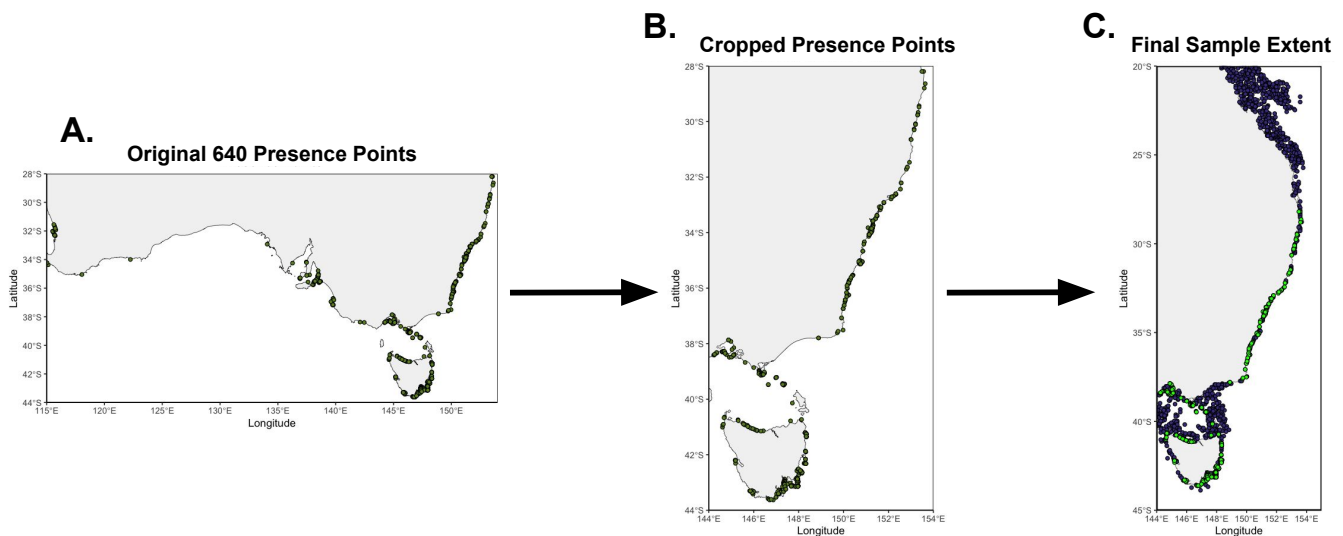 A.
Original 640 Presence Points
28°S
30°S
32°S
34°S
36°S
38°S
40°S
42°S
44°S
Latitude
115°E 120°E 125°E 130°E 135°E 140°E 145°E 150°E
Longitude
B.
Cropped Presence Points
28°S
30°S
32°S
34°S
36°S
38°S
40°S
42°S
44°S
Latitude
144°E 146°E 148°E 150°E 152°E 154°E
Longitude
C.
Final Sample Extent
20°S
25°S
30°S
35°S
40°S
44°S
Latitude
144°E 146°E 148°E 150°E 152°E 154°E
Longitude